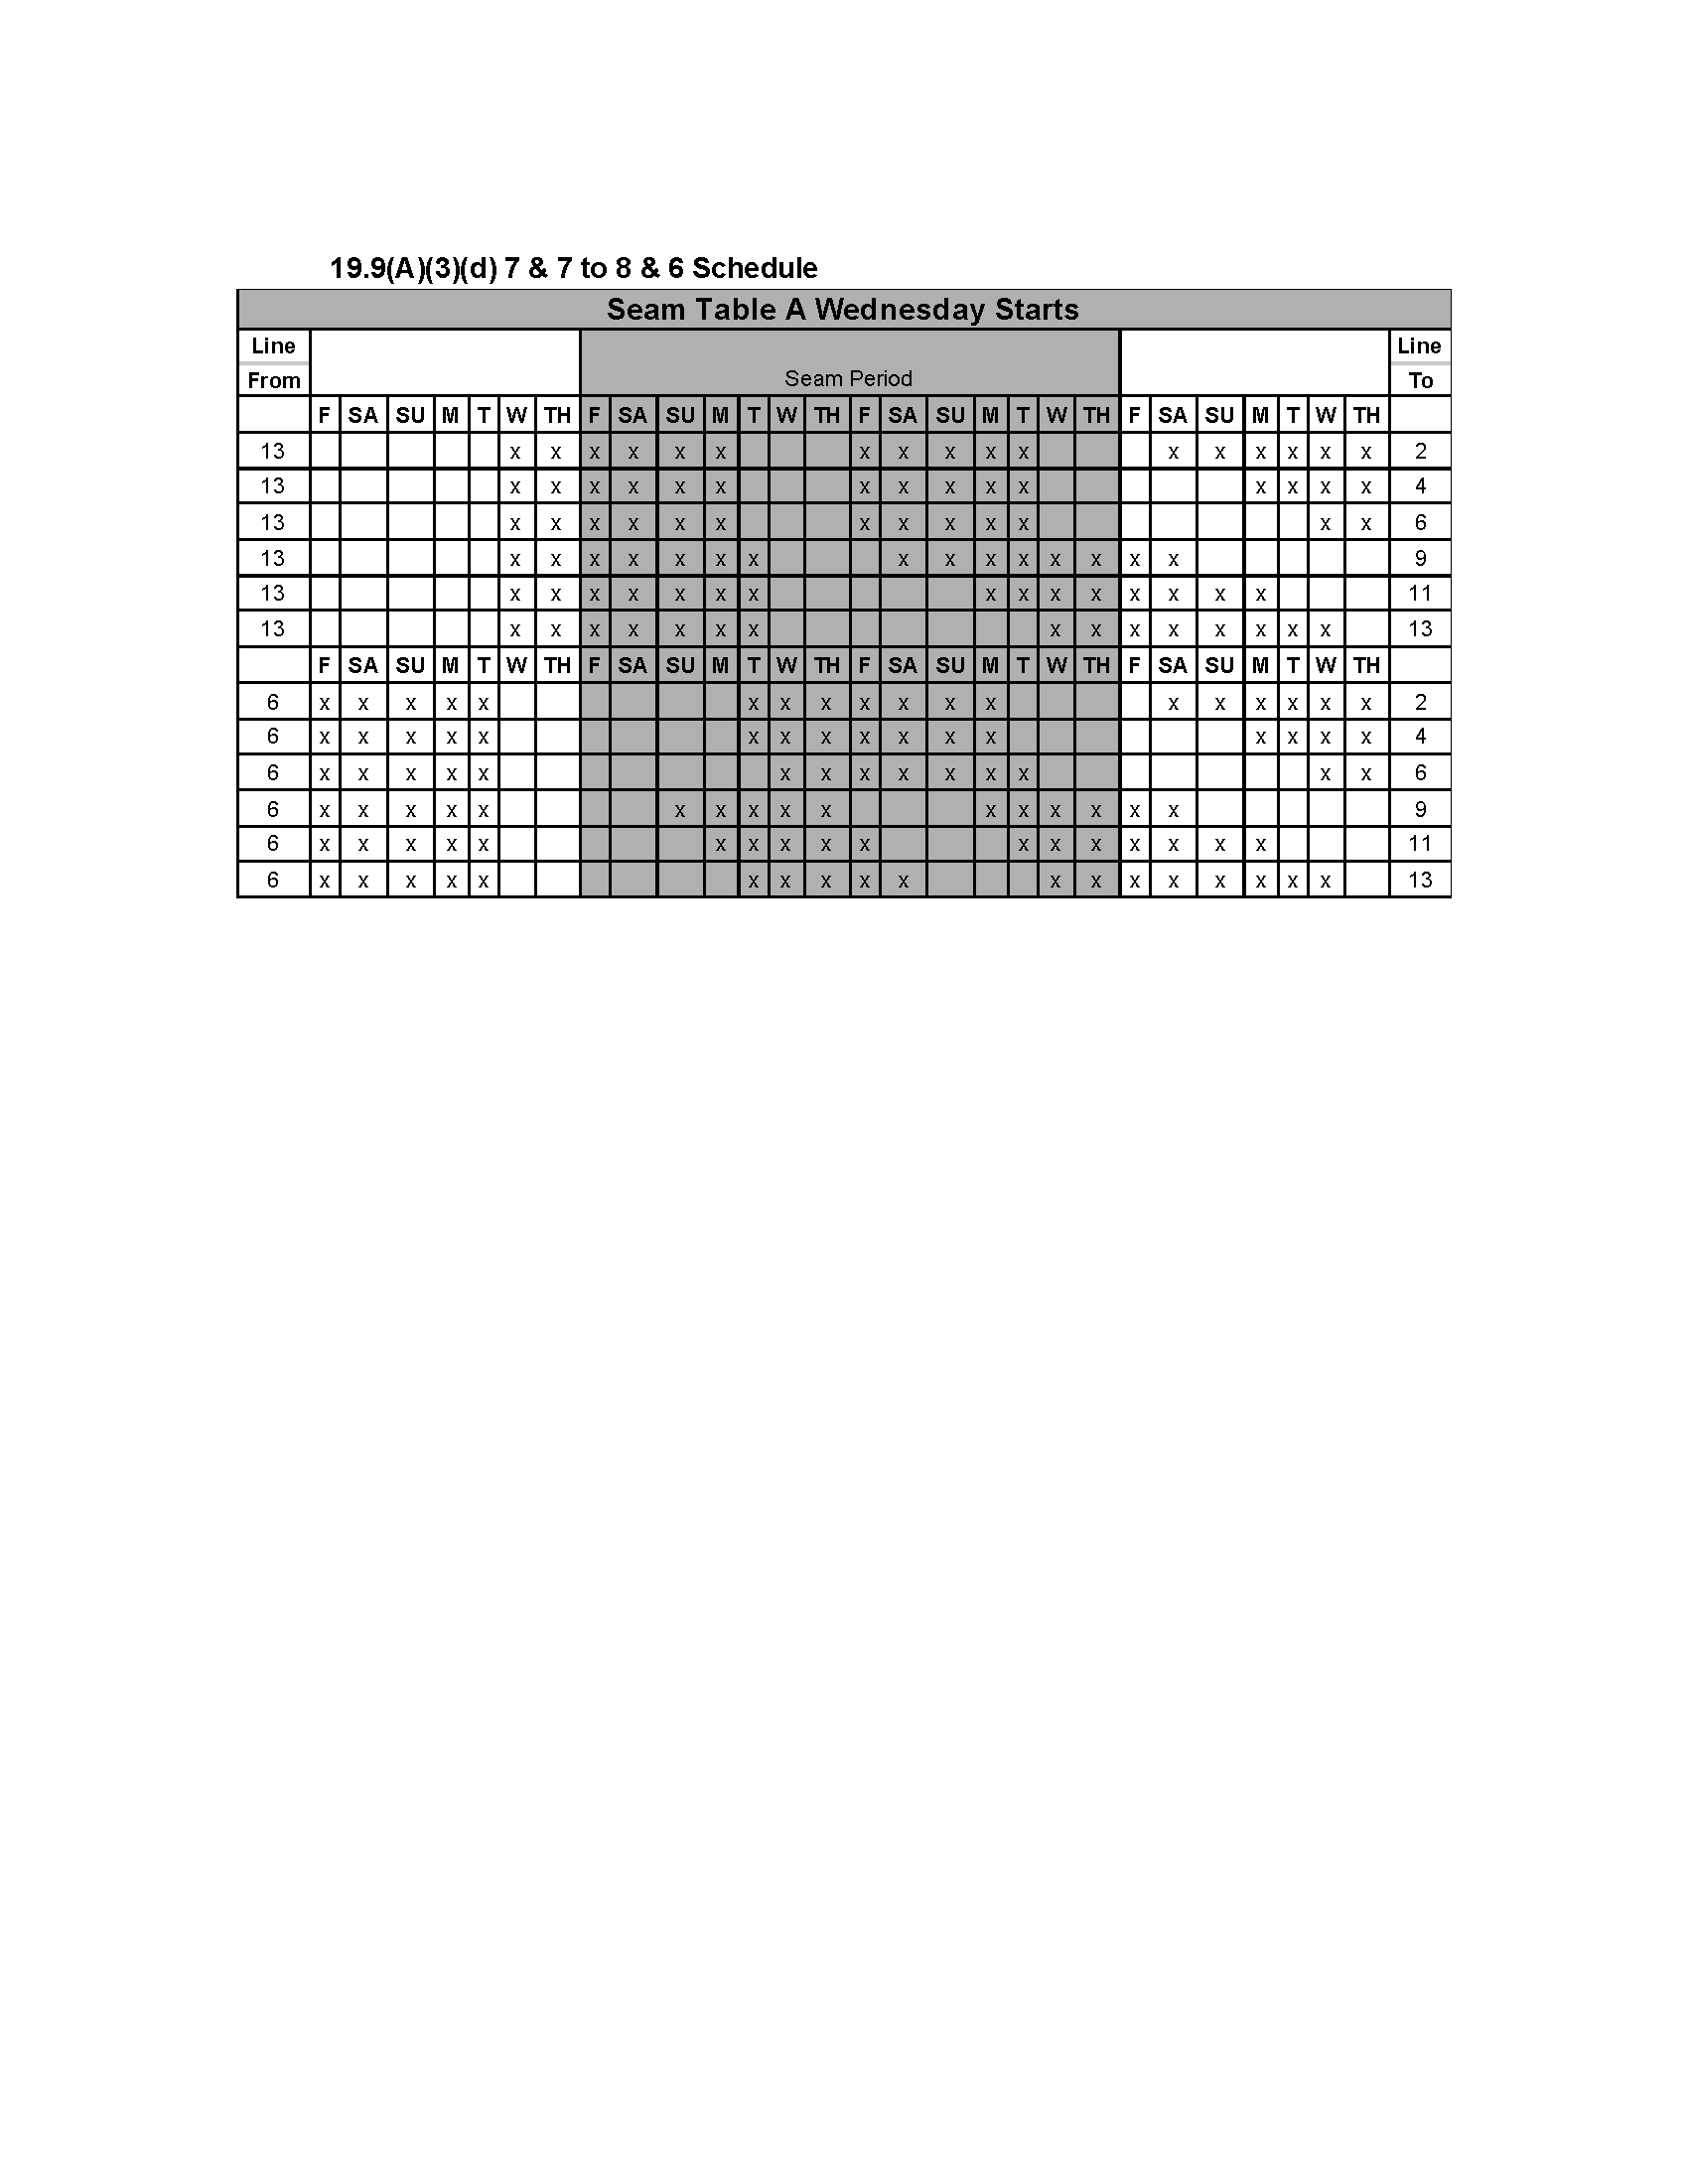 19.9(A)(3)(d) 7 & 7 to 8 & 6 Schedule
Seam Table A Wednesday Starts
Line Line
From Seam Period To
F SA SU M T W TH F SA SU M T W TH F SA SU M T W TH F SA SU M T W TH
13 x x x x x x x x x x x x x x x x x 2
13 x x x x x x x x x x x x x x x 4
13 x x x x x x x x x x x x x 6
13 x x x x x x x x x x x x x x x 9
13 x x x x x x x x x x x x x x x 11
13 x x x x x x x x x x x x x x x 13
F SA SU M T W TH F SA SU M T W TH F SA SU M T W TH F SA SU M T W TH
6 x x x x x x x x x x x x x x x x x x 2
6 x x x x x x x x x x x x x x x x 4
6 x x x x x x x x x x x x x x 6
6 x x x x x x x x x x x x x x x x 9
6 x x x x x x x x x x x x x x x x x 11
6 x x x x x x x x x x x x x x x x x x 13